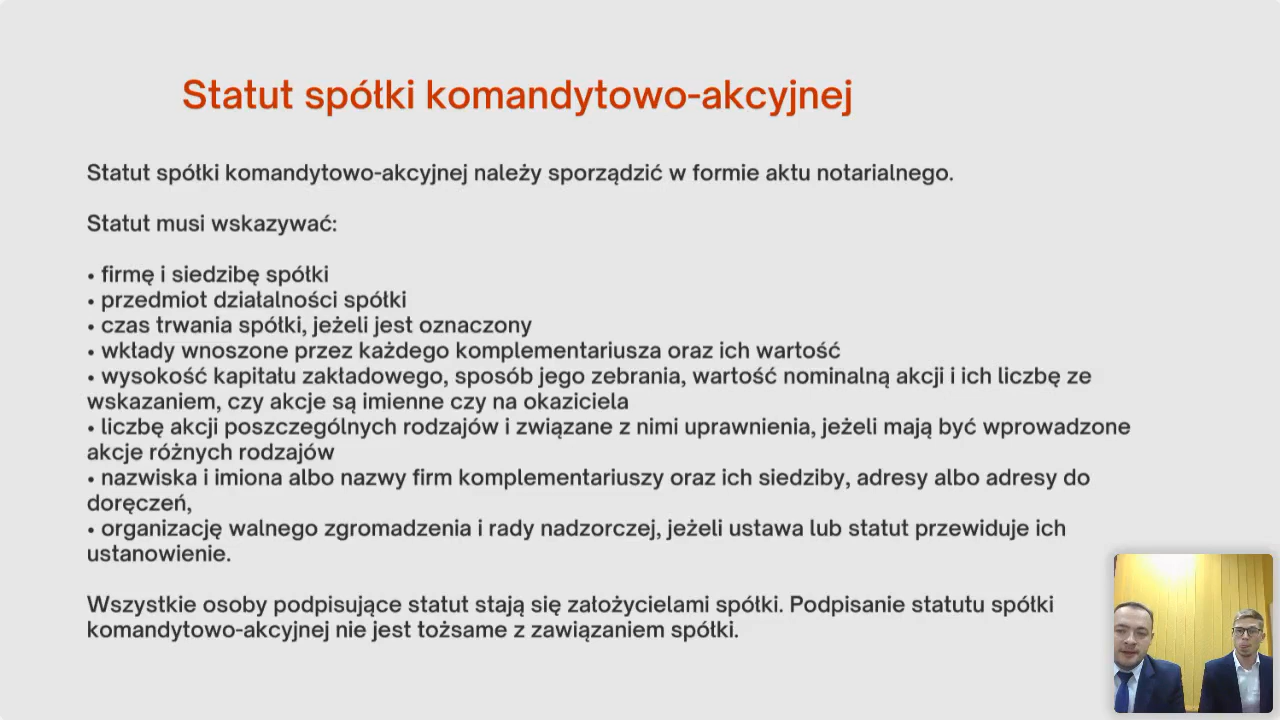 Statut spółki komandytowo-akcyjnej
Statut spółki komandytowo-akcyjnej należy sporządzić w formie aktu notarialnego.
Statut musi wskazywać:
• firmę i siedzibę spółki
• przedmiot działalności spółki
• czas trwania spółki, jeżeli jest oznaczony
• wkłady wnoszone przez każdego komplementariusza oraz ich wartość
• wysokość kapitału zakładowego, sposób jego zebrania, wartość nominalną akcji i ich liczbę ze
wskazaniem, czy akcje są imienne czy na okaziciela
• liczbę akcji poszczególnych rodzajów i związane z nimi uprawnienia, jeżeli mają być wprowadzone
akcje różnych rodzajów
• nazwiska i imiona albo nazwy firm komplementariuszy oraz ich siedziby, adresy albo adresy do
doręczeń,
• organizację walnego zgromadzenia i rady nadzorczej, jeżeli ustawa lub statut przewiduje ich
ustanowienie.
Wszystkie osoby podpisujące statut stają się założycielami spółki. Podpisanie statutu spółki
komandytowo-akcyjnej nie jest tożsame z zawiązaniem spółki.